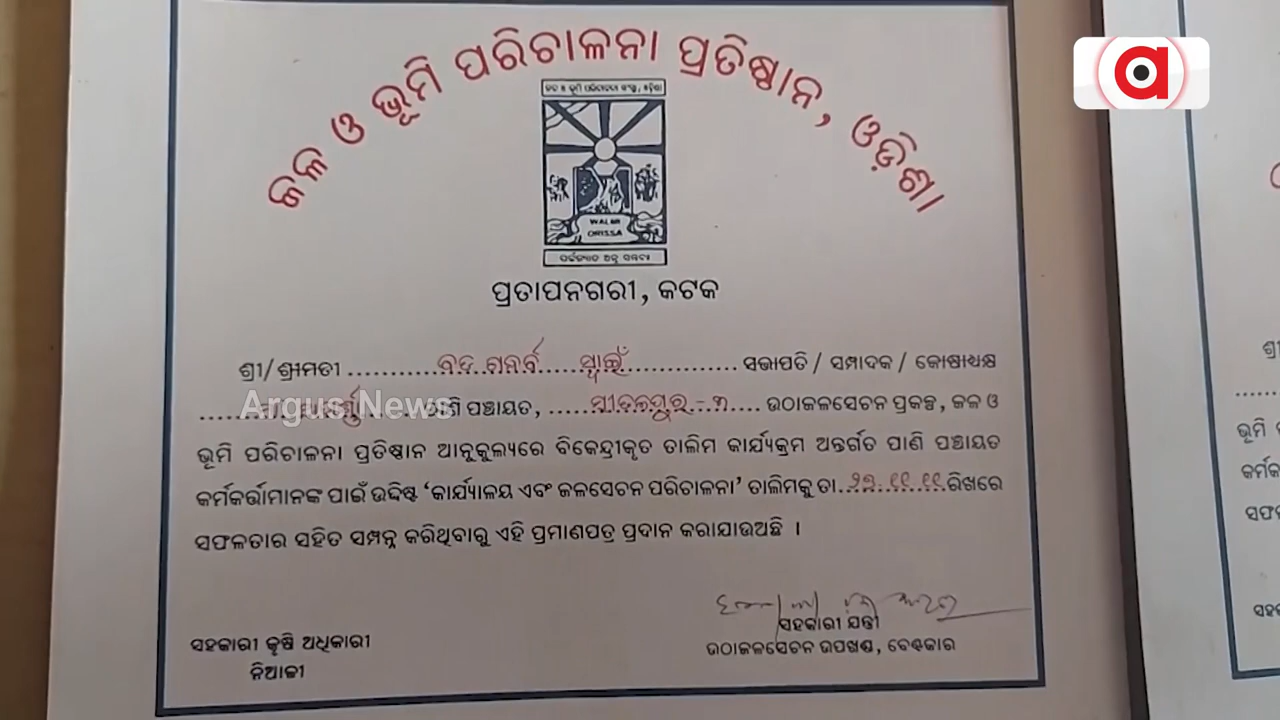 ଜଳ ଓ ଭୂମି ପରିଚାଳନା ପ୍ରତିଷ୍ଠାନ, ଓଡ଼ିଶା
a
WALMI
ORISSA
ପ୍ରତାପନଗରୀ, କଟକ
ଶ୍ରୀ/ଶ୍ରୀମତୀ .................. ସ୍ୱାଇଁ .................. ସଭାପତି / ସମ୍ପାଦକ / କୋଷାଧ୍ୟକ୍ଷ
Argus News
ପାଣି ପଞ୍ଚାୟତ, .................. ଉଠାଜଳସେଚନ ପ୍ରକଳ୍ପ, ଜଳ ଓ
ଭୂମି ପରିଚାଳନା ପ୍ରତିଷ୍ଠାନ ଆନୁକୁଲ୍ୟରେ ବିକେନ୍ଦ୍ରୀକୃତ ତାଲିମ କାର୍ଯ୍ୟକ୍ରମ ଅନ୍ତର୍ଗତ ପାଣି ପଞ୍ଚାୟତ
କର୍ମକର୍ତ୍ତାମାନଙ୍କ ପାଇଁ ଉଦ୍ଦିଷ୍ଟ ‘କାର୍ଯ୍ୟାଳୟ ଏବଂ ଜଳସେଚନ ପରିଚାଳନା’ ତାଲିମକୁ ତା.................. ରିଖରେ
ସଫଳତାର ସହିତ ସମ୍ପନ୍ନ କରିଥିବାରୁ ଏହି ପ୍ରମାଣପତ୍ର ପ୍ରଦାନ କରାଯାଉଅଛି ।
ସହକାରୀ କୃଷି ଅଧିକାରୀ
ନିଆଳୀ
ସହକାରୀ ଯନ୍ତ୍ରୀ
ଉଠାଜଳସେଚନ ଉପଖଣ୍ଡ, ବେଣ୍ଟକାର